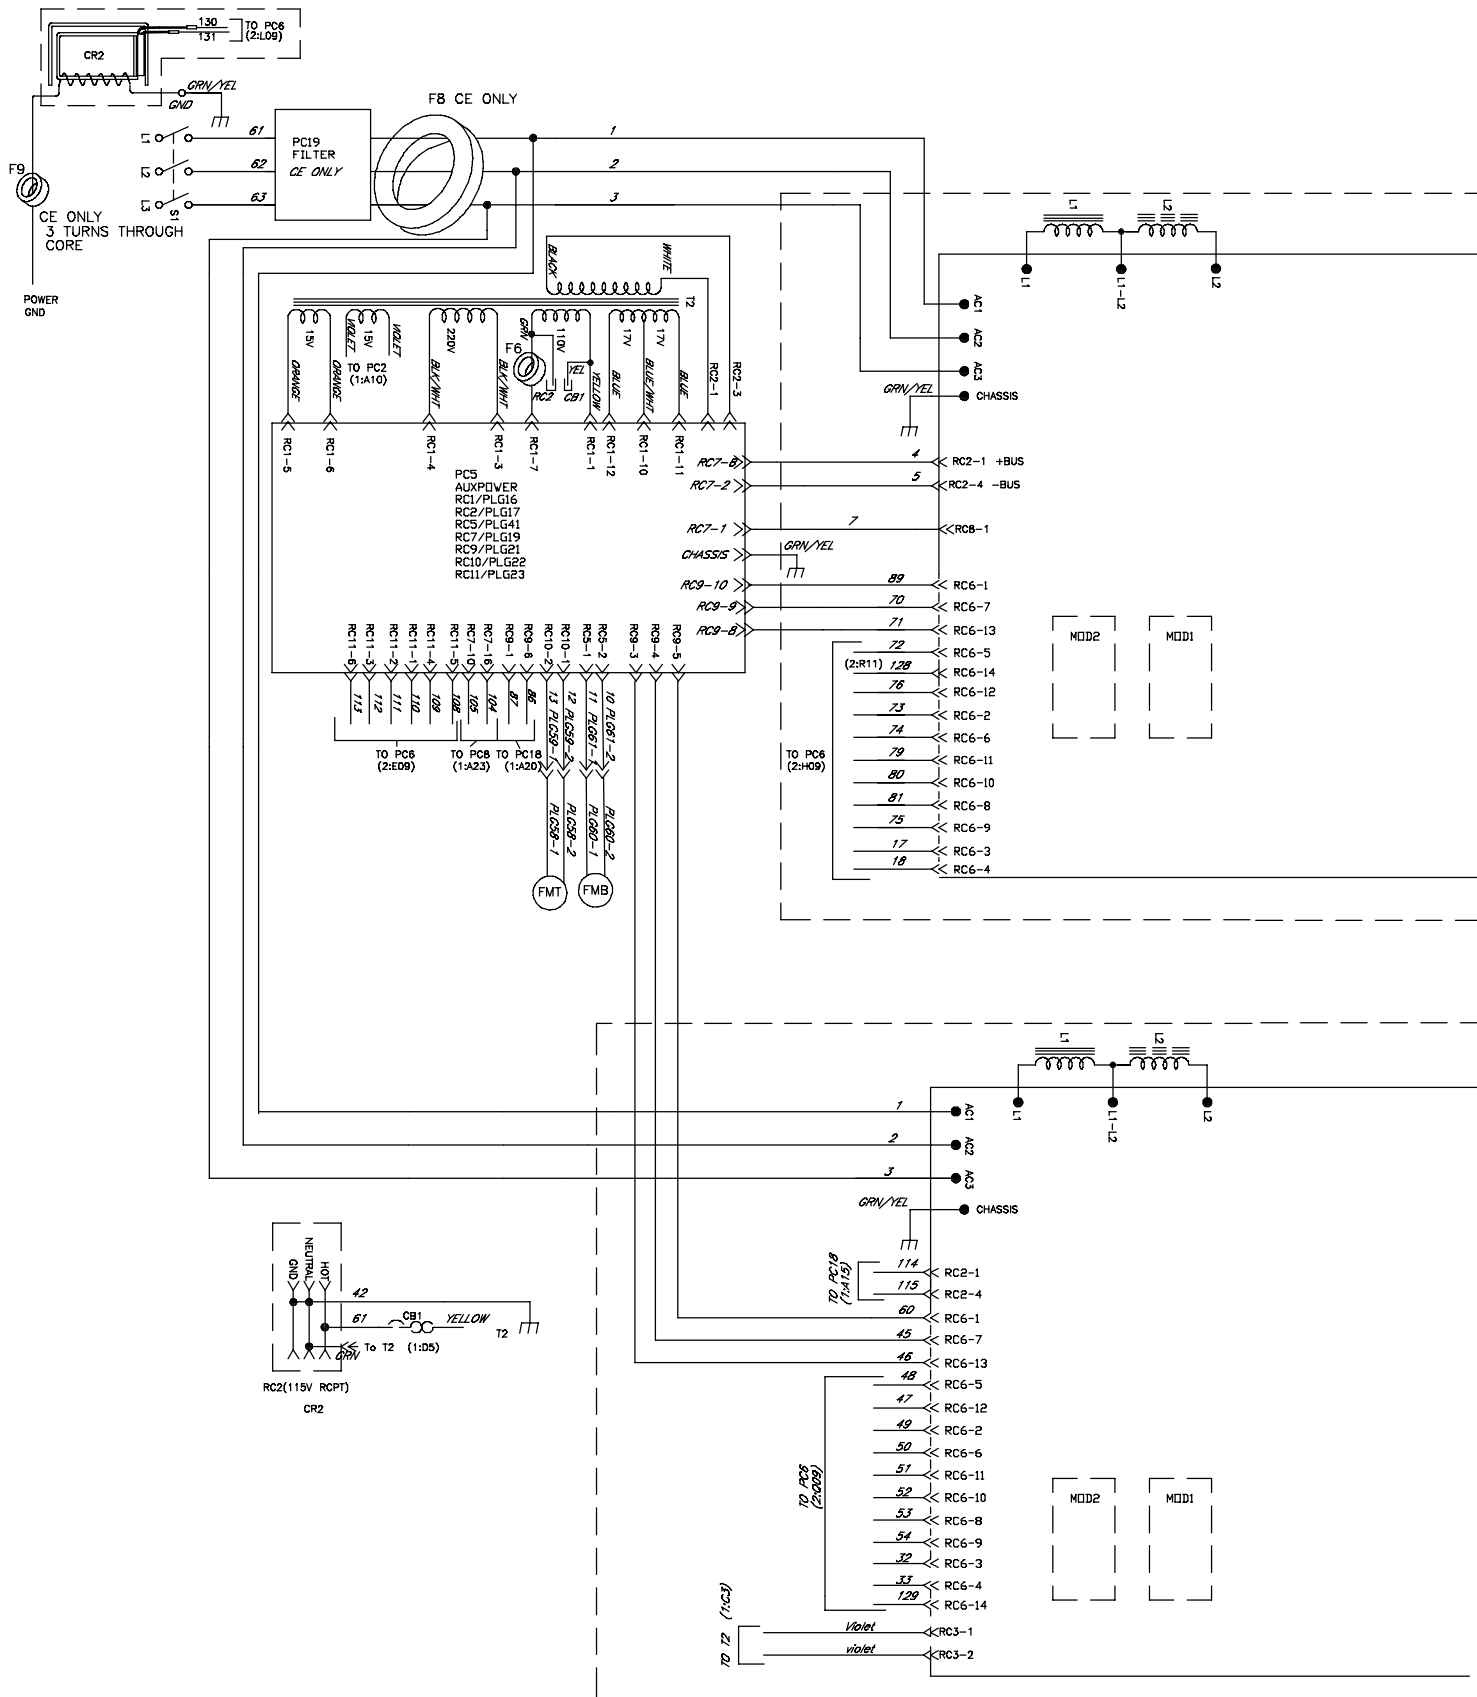 130
131
TO PC6
(2:L09)
CR2
GRN/YEL
GND
F9
CE ONLY
3 TURNS THROUGH
CORE
POWER
GND
L1
L2
L3
S1
61
62
63
PC19
FILTER
CE ONLY
F8 CE ONLY
1
2
3
BLACK
WHITE
T2
15V
VIOLET
15V
VIOLET
TO PC2
(1:A10)
220V
GRN
F6
110V
YEL
RC2
CB1
17V
17V
ORANGE
ORANGE
BLK/WHT
BLK/WHT
YELLOW
BLUE
BLUE/WHT
BLUE
RC2-1
RC2-3
RC1-5
RC1-6
RC1-4
RC1-3
RC1-7
RC1-1
RC1-12
RC1-10
RC1-11
PC5
AUXPOWER
RC1/PLG16
RC2/PLG17
RC5/PLG41
RC7/PLG19
RC9/PLG21
RC10/PLG22
RC11/PLG23
RC7-8
RC7-2
RC7-1
CHASSIS
GRN/YEL
RC9-10
RC9-9
RC9-8
RC11-6
RC11-3
RC11-2
RC11-1
RC11-4
RC11-5
RC7-10
RC7-16
RC9-1
RC9-6
RC10-2
RC10-1
RC5-1
RC5-2
RC9-3
RC9-4
RC9-5
113
112
111
110
109
108
105
104
87
86
13 PLG59-1
12 PLG59-2
11 PLG61-1
10 PLG61-2
TO PC6
(2:E09)
TO PC8
(1:A23)
TO PC18
(1:A20)
PLG58-1
PLG58-2
PLG60-1
PLG60-2
FMT
FMB
L1
L2
L1
L1-L2
L2
AC1
AC2
AC3
GRN/YEL
CHASSIS
4
RC2-1 +BUS
5
RC2-4 -BUS
7
RC8-1
89
RC6-1
70
RC6-7
71
RC6-13
72
RC6-5
(2:R11) 128
RC6-14
76
RC6-12
73
RC6-2
74
RC6-6
79
RC6-11
80
RC6-10
81
RC6-8
75
RC6-9
17
RC6-3
18
RC6-4
TO PC6
(2:H09)
MOD2
MOD1
L1
L2
L1
L1-L2
L2
1
AC1
2
AC2
3
AC3
GRN/YEL
CHASSIS
TO PC18
(1:A15)
114
RC2-1
115
RC2-4
60
RC6-1
45
RC6-7
46
RC6-13
48
RC6-5
47
RC6-12
49
RC6-2
50
RC6-6
51
RC6-11
52
RC6-10
53
RC6-8
54
RC6-9
32
RC6-3
33
RC6-4
129
RC6-14
Violet
RC3-1
violet
RC3-2
MOD2
MOD1
GND
NEUTRAL
HOT
42
61
CB1
YELLOW
T2
GRN
To T2 (1:D5)
RC2(115V RCPT)
CR2